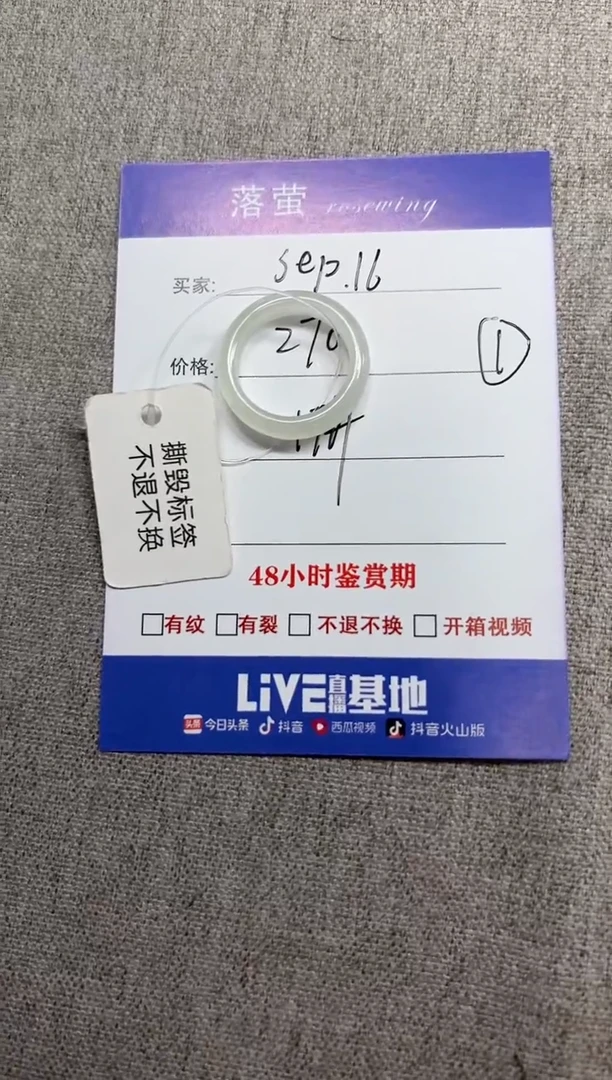 落萤 rosewing
买家: Sep.16
价格: 270
①
撕毁标签
不退不换
48小时鉴赏期
□有纹 □有裂 □ 不退不换 □ 开箱视频
LiVE直播基地
头条 今日头条 抖音 西瓜视频 抖音火山版